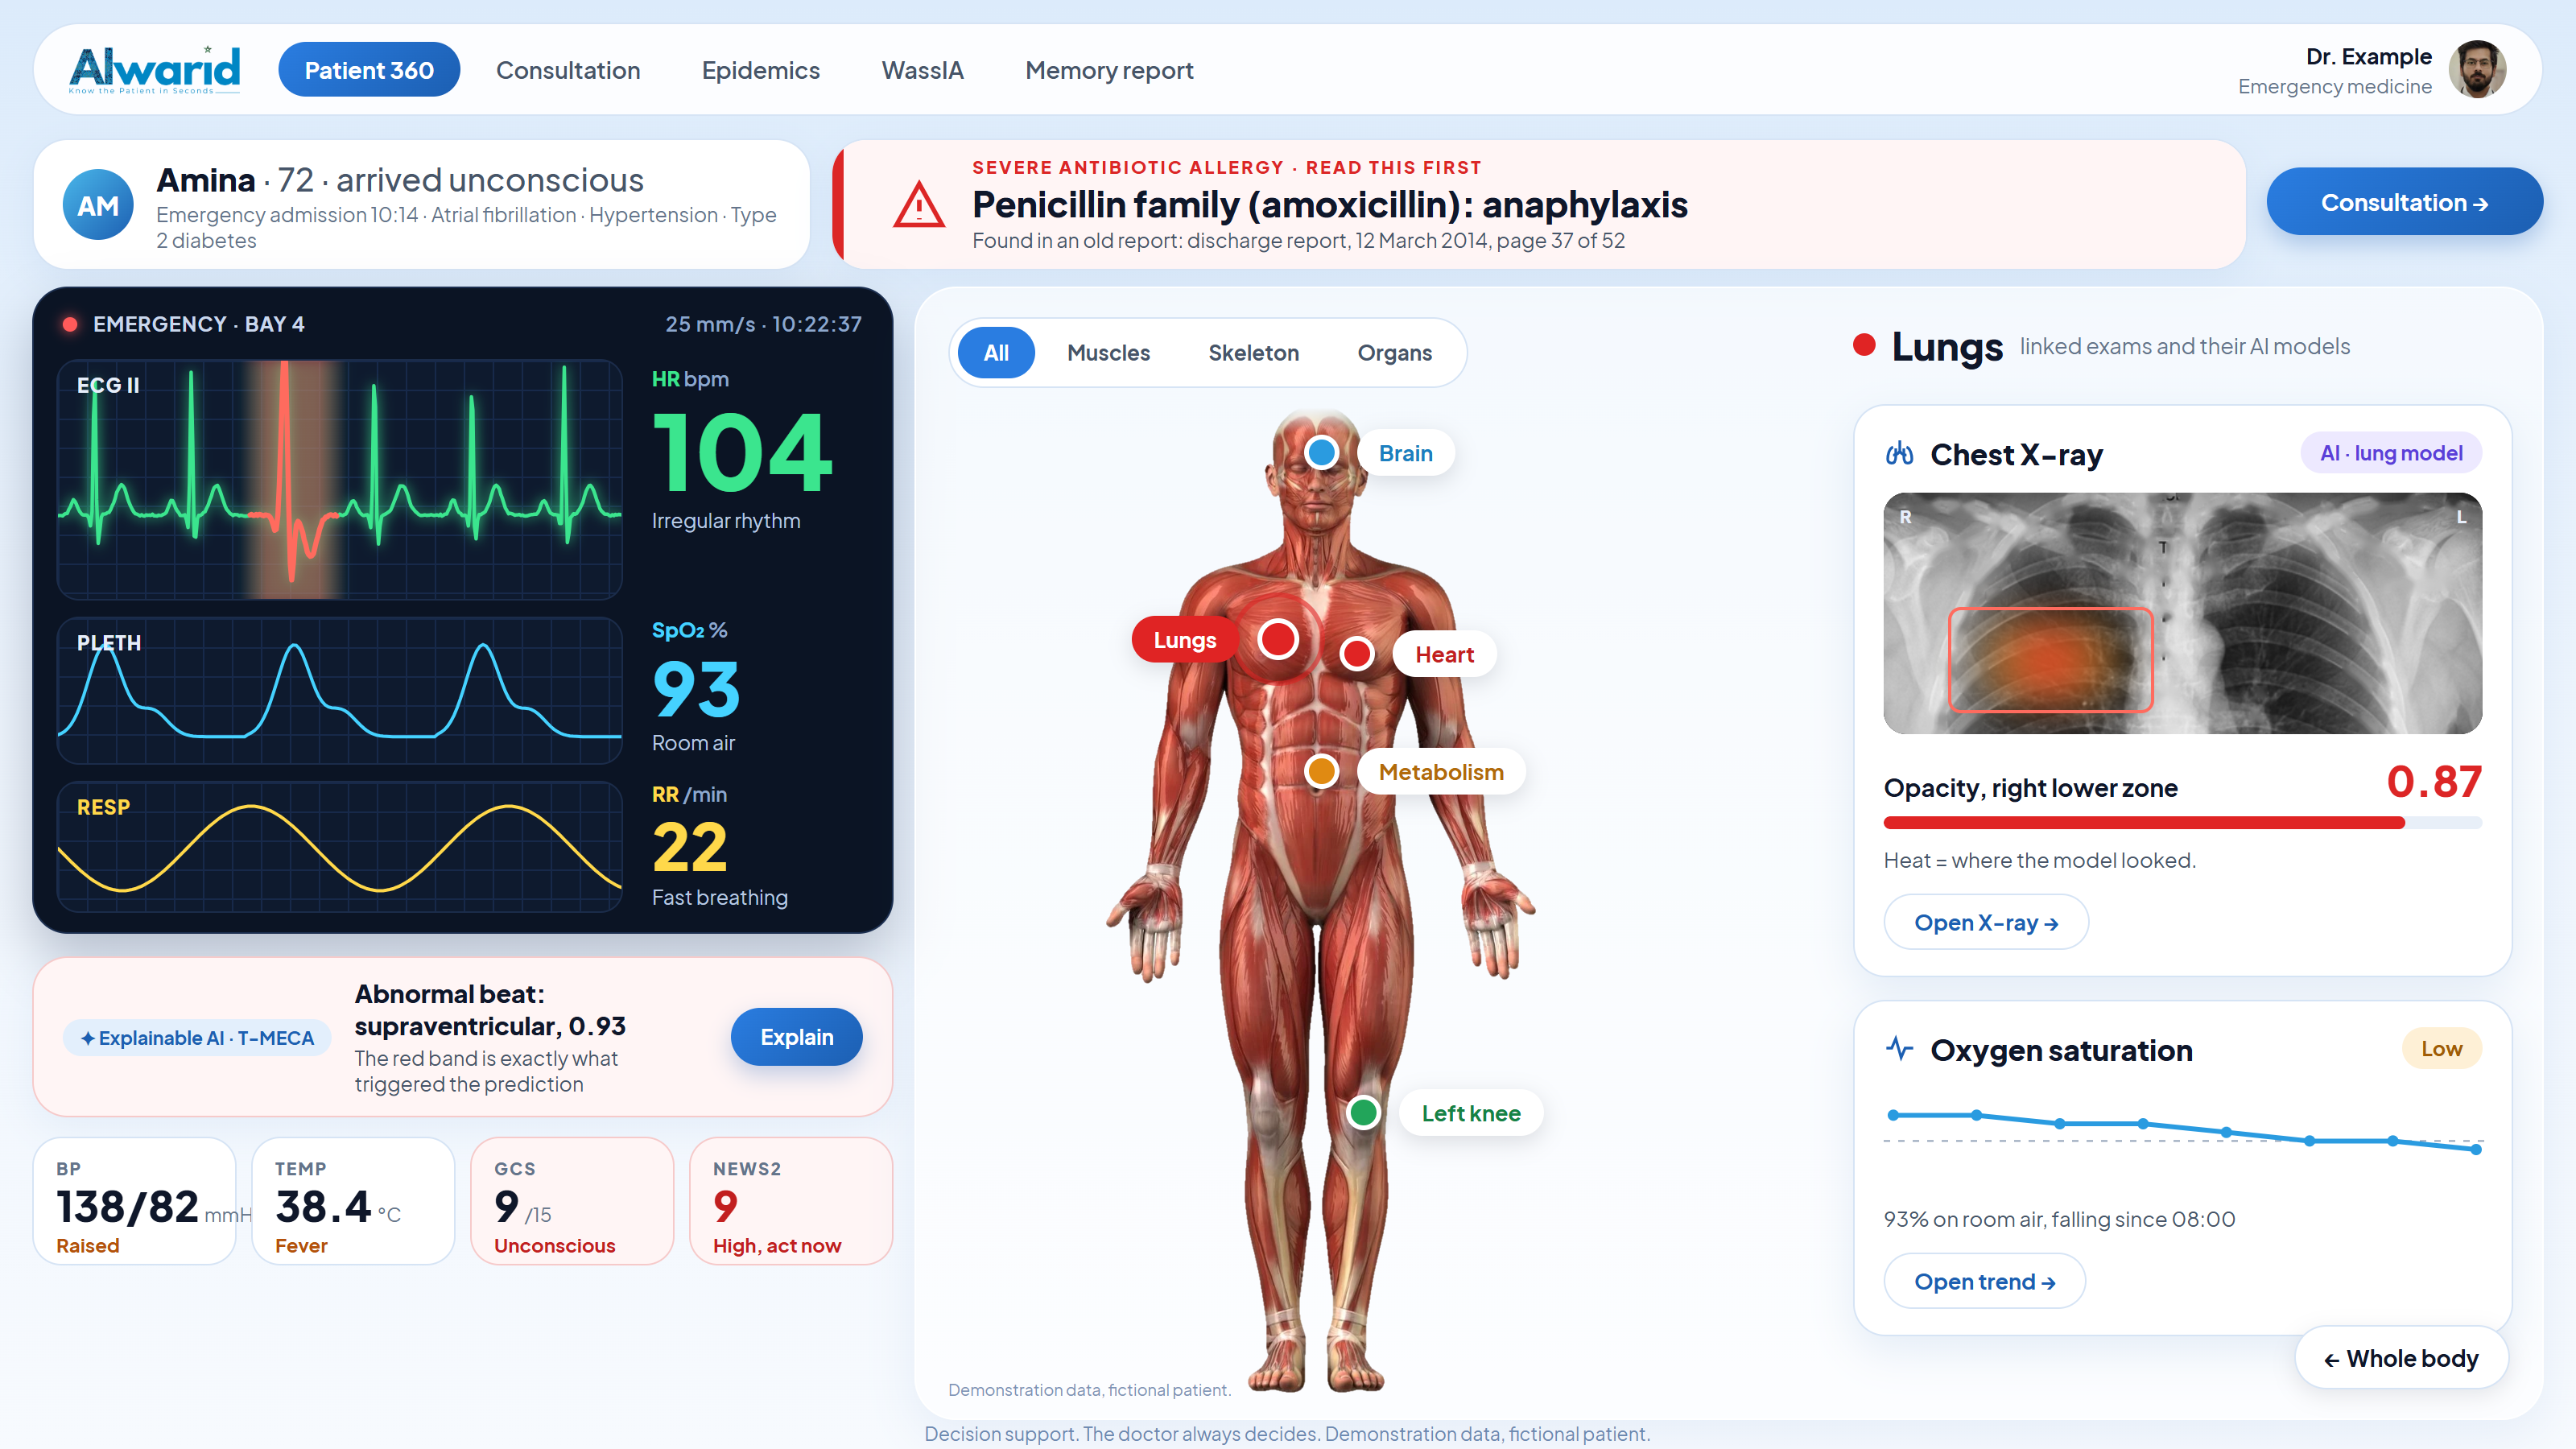 Alwarid
Know the Patient in Seconds
Patient 360
Consultation
Epidemics
WassIA
Memory report
Dr. Example
Emergency medicine
AM
Amina · 72 · arrived unconscious
Emergency admission 10:14 · Atrial fibrillation · Hypertension · Type
2 diabetes
SEVERE ANTIBIOTIC ALLERGY · READ THIS FIRST
Penicillin family (amoxicillin): anaphylaxis
Found in an old report: discharge report, 12 March 2014, page 37 of 52
Consultation →
EMERGENCY · BAY 4
25 mm/s · 10:22:37
ECG II
HR bpm
104
Irregular rhythm
PLETH
SpO₂ %
93
Room air
RESP
RR /min
22
Fast breathing
✦ Explainable AI · T-MECA
Abnormal beat:
supraventricular, 0.93
The red band is exactly what
triggered the prediction
Explain
BP
138/82 mmH
Raised
TEMP
38.4 °C
Fever
GCS
9 /15
Unconscious
NEWS2
9
High, act now
All
Muscles
Skeleton
Organs
Brain
Lungs
Heart
Metabolism
Left knee
Demonstration data, fictional patient.
Lungs linked exams and their AI models
Chest X-ray
AI · lung model
R
L
T
Opacity, right lower zone
0.87
Heat = where the model looked.
Open X-ray →
Oxygen saturation
Low
93% on room air, falling since 08:00
Open trend →
← Whole body
Decision support. The doctor always decides. Demonstration data, fictional patient.